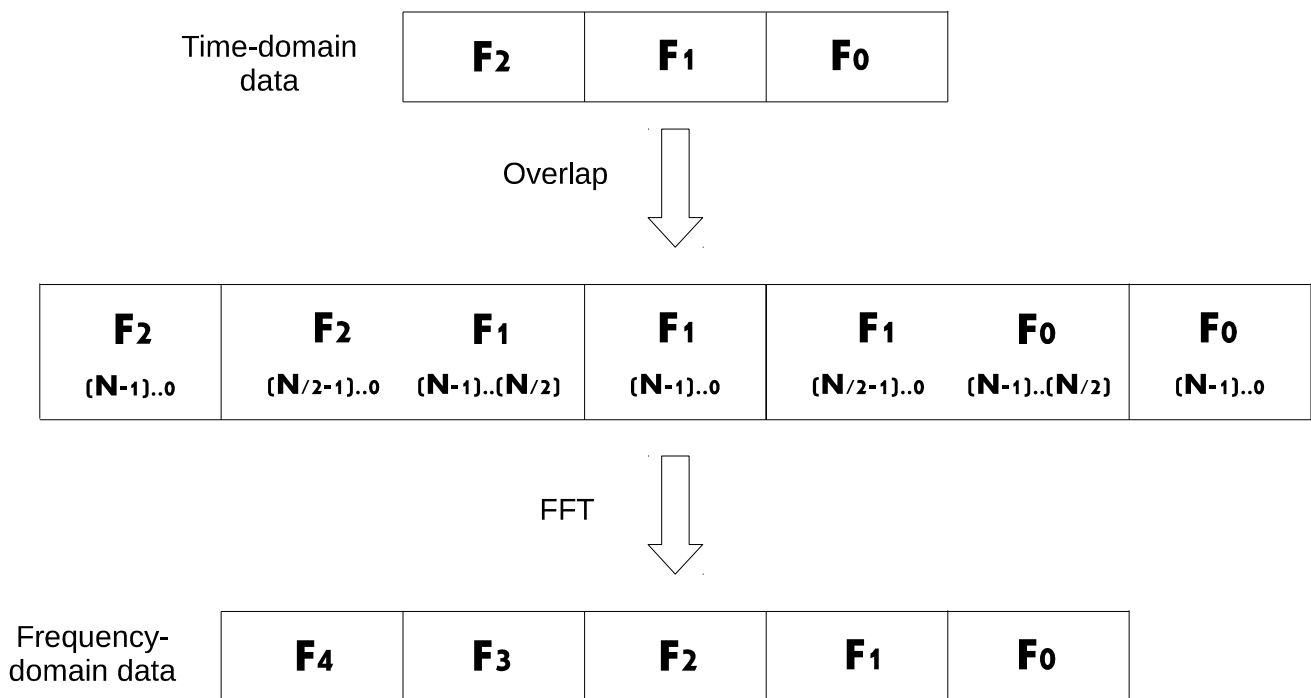 Time-domain
data
F2 F1 F0
Overlap
F2 F2 F1 F1 F1 F0 F0
(N-1)..0 (N/2-1)..0 (N-1)..(N/2) (N-1)..0 (N/2-1)..0 (N-1)..(N/2) (N-1)..0
FFT
Frequency-
domain data
F4 F3 F2 F1 F0